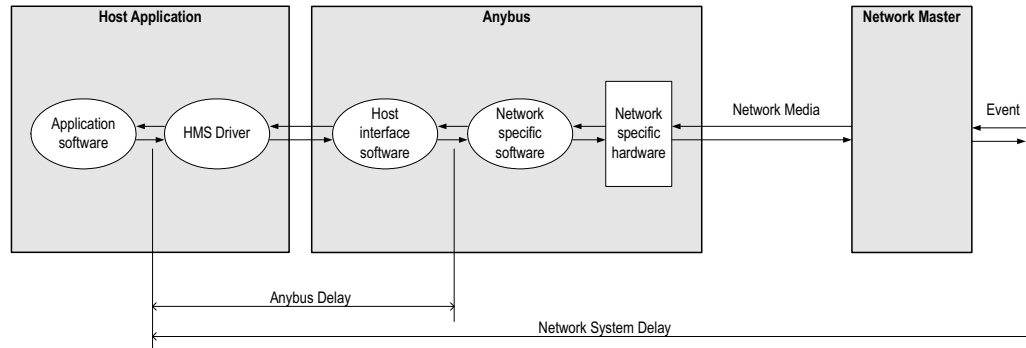 Host Application
Anybus
Network Master
Application
software
HMS Driver
Host
interface
software
Network
specific
software
Network
specific
hardware
Network Media
Event
Anybus Delay
Network System Delay